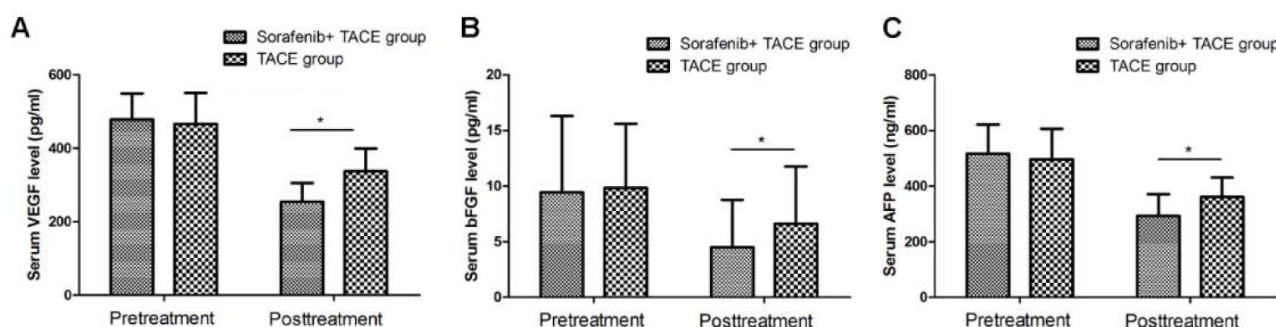 A
Sorafenib+ TACE group
TACE group
Serum VEGF level (pg/ml)
600
400
200
0
*
Pretreatment
Posttreatment
B
Sorafenib+ TACE group
TACE group
Serum bFGF level (pg/ml)
20
15
10
5
0
*
Pretreatment
Posttreatment
C
Sorafenib+ TACE group
TACE group
Serum AFP level (ng/ml)
800
600
400
200
0
*
Pretreatment
Posttreatment